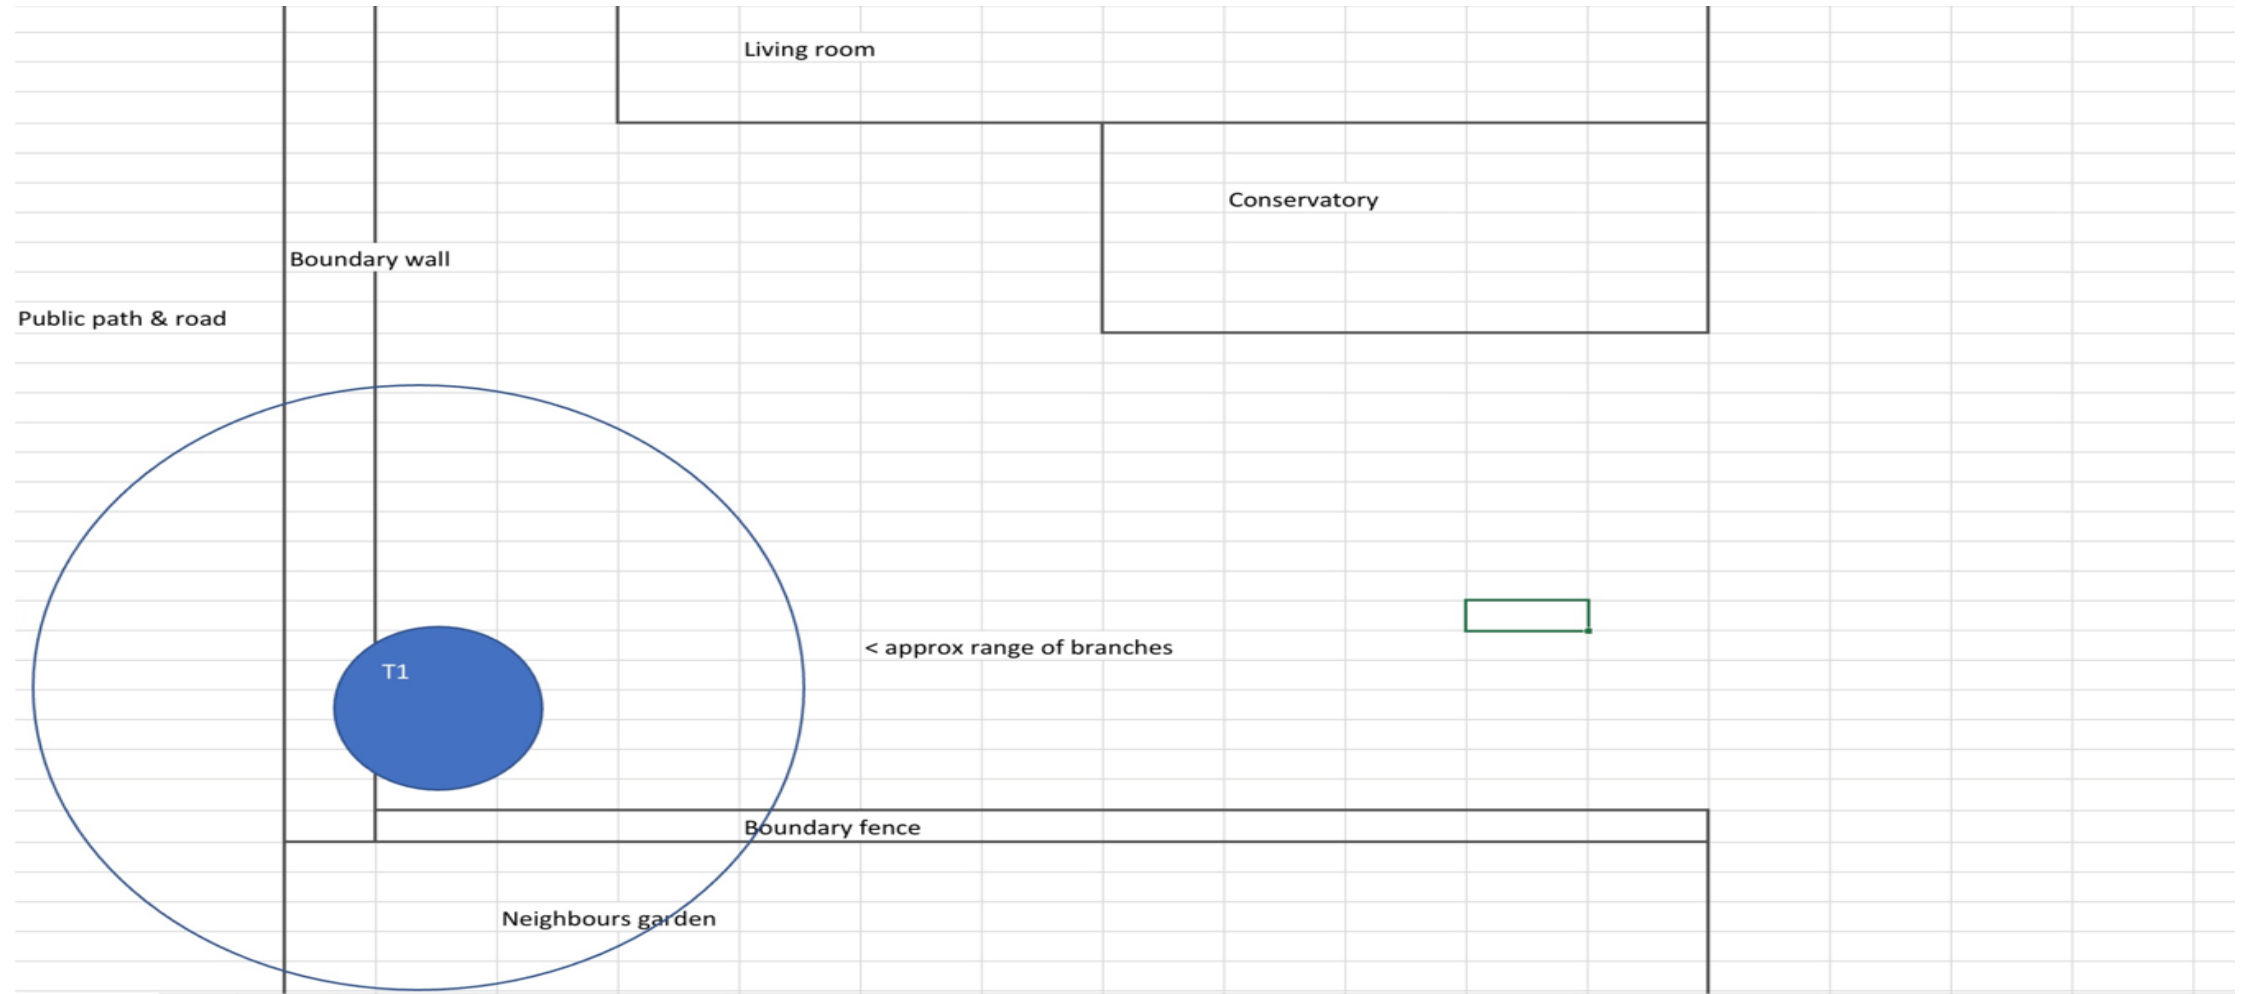 Living room
Conservatory
Boundary wall
Public path & road
< approx range of branches
T1
Boundary fence
Neighbours garden